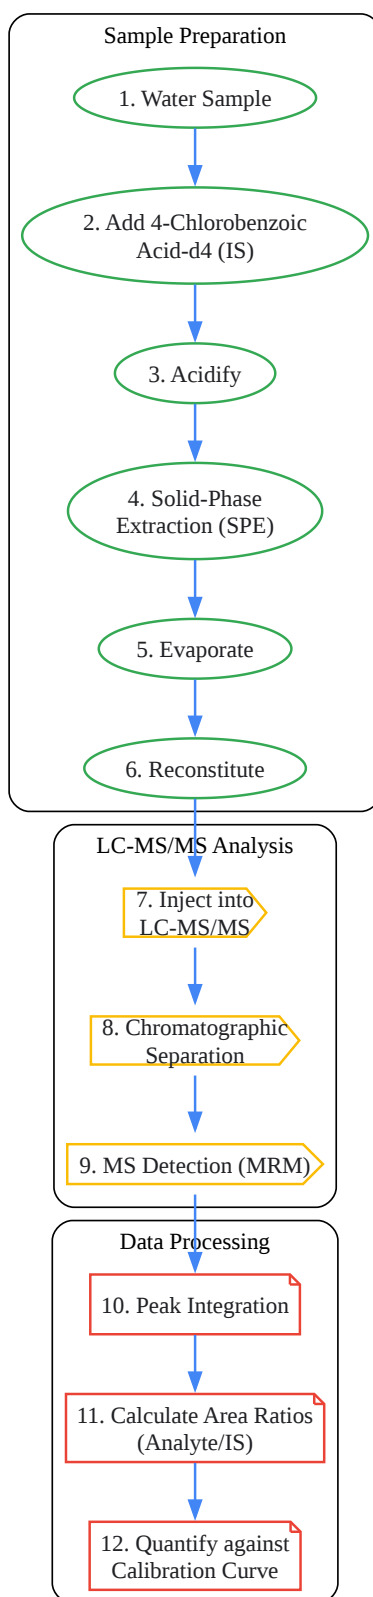 Sample Preparation
1. Water Sample
2. Add 4-Chlorobenzoic
Acid-d4 (IS)
3. Acidify
4. Solid-Phase
Extraction (SPE)
5. Evaporate
6. Reconstitute
LC-MS/MS Analysis
7. Inject into
LC-MS/MS
8. Chromatographic
Separation
9. MS Detection (MRM)
Data Processing
10. Peak Integration
11. Calculate Area Ratios
(Analyte/IS)
12. Quantify against
Calibration Curve